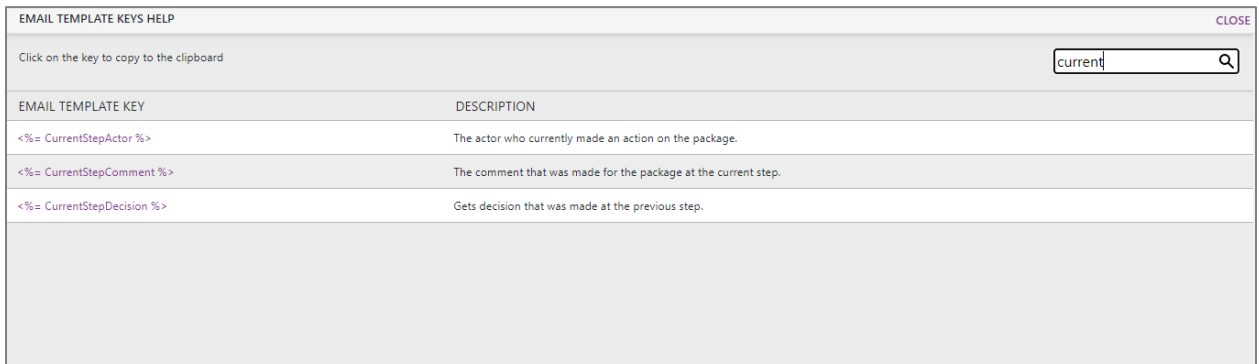 EMAIL TEMPLATE KEYS HELP
CLOSE
Click on the key to copy to the clipboard
current
EMAIL TEMPLATE KEY DESCRIPTION
<%= CurrentStepActor %> The actor who currently made an action on the package.
<%= CurrentStepComment %> The comment that was made for the package at the current step.
<%= CurrentStepDecision %> Gets decision that was made at the previous step.